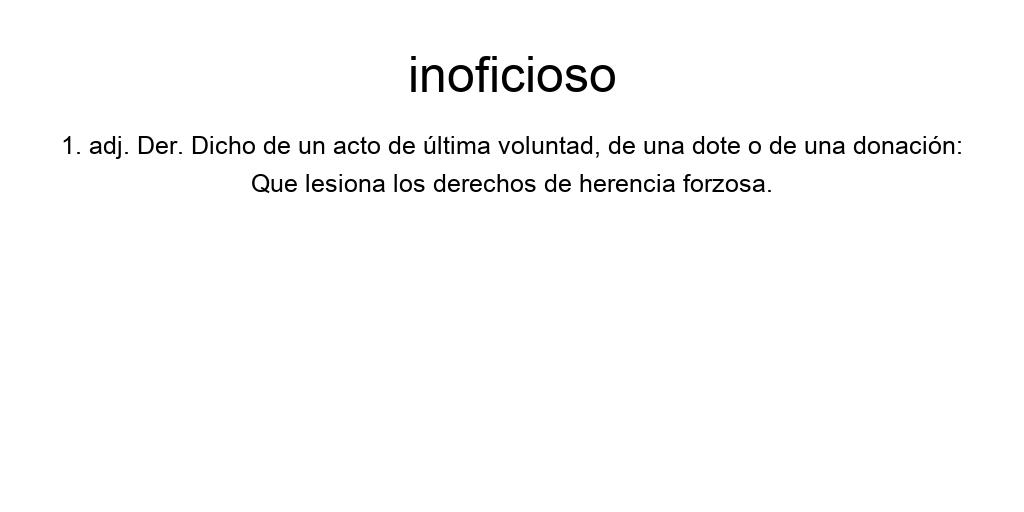 inoficioso
1. adj. Der. Dicho de un acto de última voluntad, de una dote o de una donación:
Que lesiona los derechos de herencia forzosa.